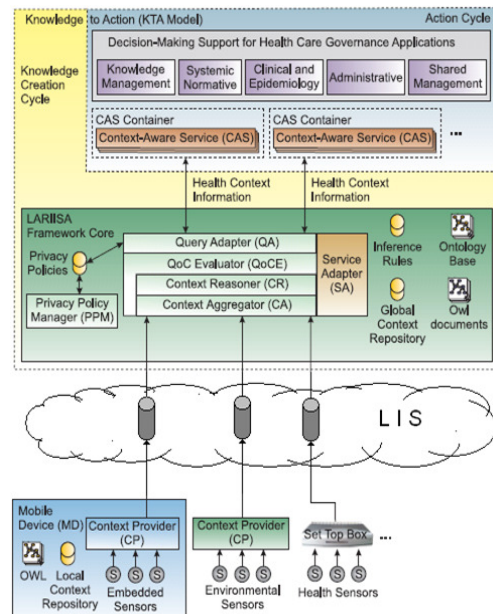 Knowledge to Action (KTA Model)
Action Cycle
Decision-Making Support for Health Care Governance Applications
Knowledge
Creation
Cycle
Knowledge
Management
Systemic
Normative
Clinical and
Epidemiology
Administrative
Shared
Management
CAS Container
Context-Aware Service (CAS)
CAS Container
Context-Aware Service (CAS)
...
Health Context
Information
Health Context
Information
LARIISA
Framework Core
Privacy
Policies
Privacy Policy
Manager (PPM)
Query Adapter (QA)
QoC Evaluator (QoCE)
Context Reasoner (CR)
Context Aggregator (CA)
Service
Adapter
(SA)
Inference
Rules
Ontology
Base
Global
Context
Repository
Owl
documents
LIS
Mobile
Device (MD)
Context Provider
(CP)
OWL
Local
Context
Repository
S S S
Embedded
Sensors
Context Provider
(CP)
S S S
Environmental
Sensors
Set Top Box
...
S S S
Health Sensors